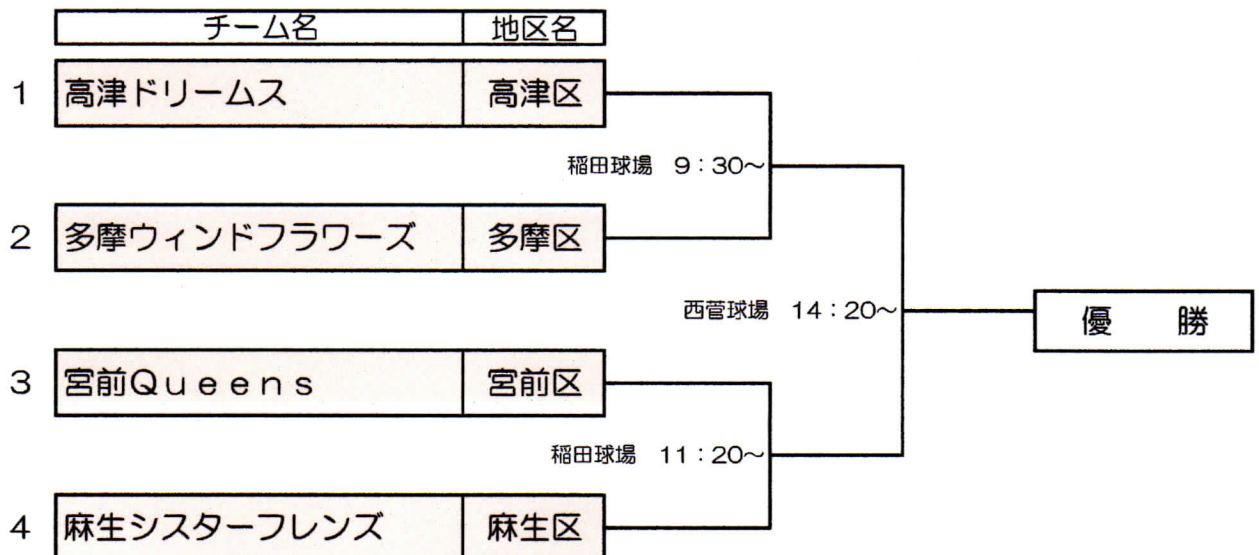 チーム名 地区名
1 高津ドリームス 高津区
稲田球場 9：30～
2 多摩ウィンドフラワーズ 多摩区
西菅球場 14：20～ 優 勝
3 宮前Queens 宮前区
稲田球場 11：20～
4 麻生シスターフレンズ 麻生区